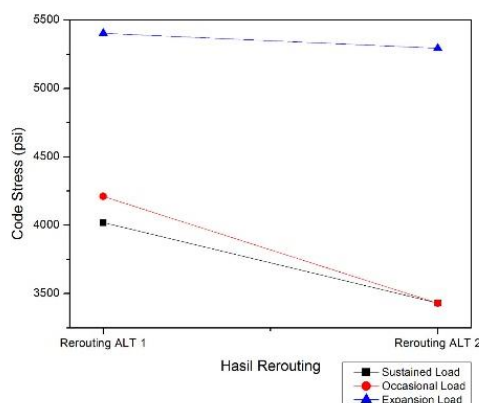 5500
5000
4500
4000
3500
Code Stress (psi)
Rerouting ALT 1
Rerouting ALT 2
Hasil Rerouting
Sustained Load
Occasional Load
Expansion Load